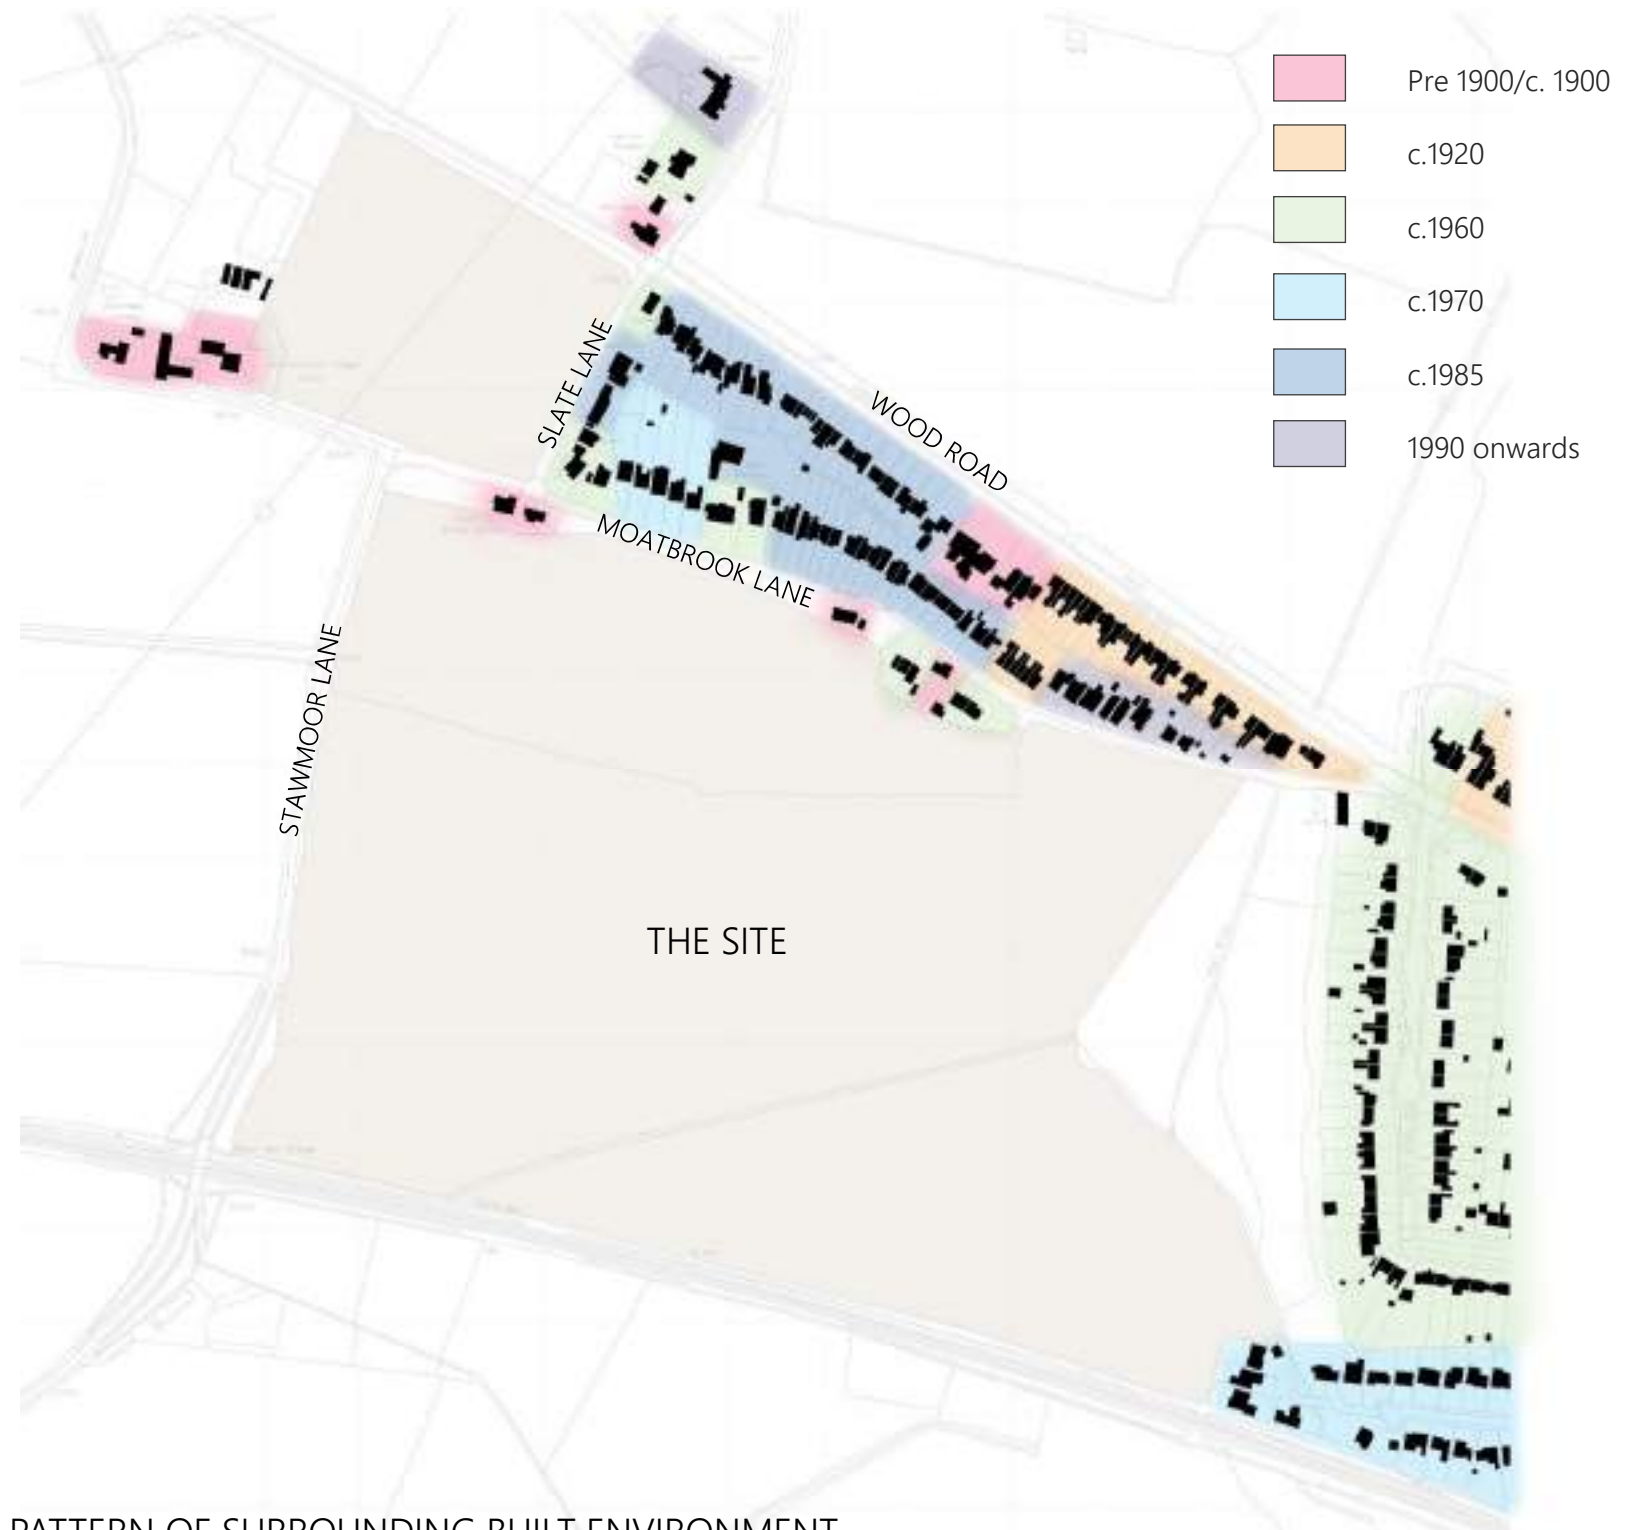 Pre 1900/c. 1900
c.1920
c.1960
c.1970
c.1985
1990 onwards
SLATE LANE
WOOD ROAD
MOATBROOK LANE
STAWMOOR LANE
THE SITE
PATTERN OF SURROUNDING BUILT ENVIRONMENT